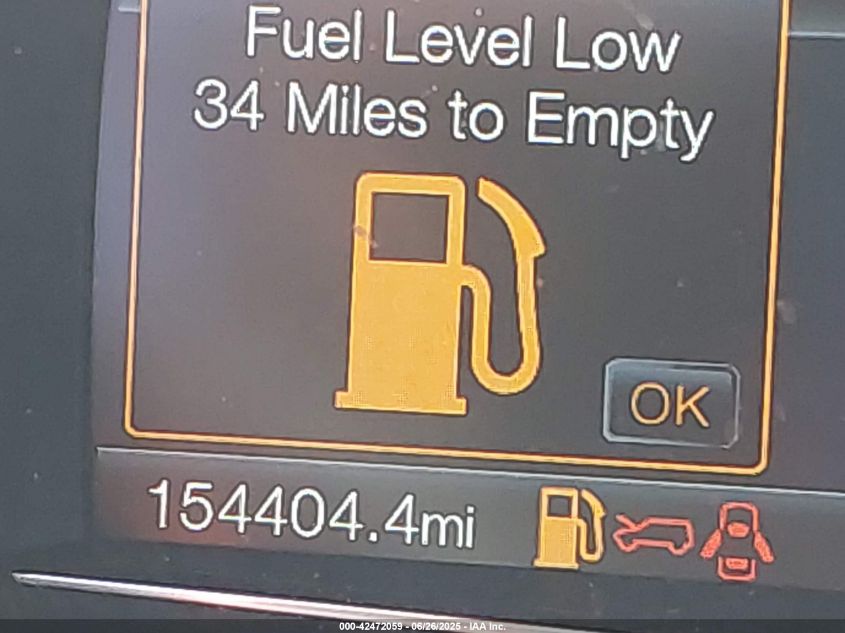 Fuel Level Low
34 Miles to Empty
OK
154404.4mi
000-42472059 - 06/26/2025 - IAA Inc.